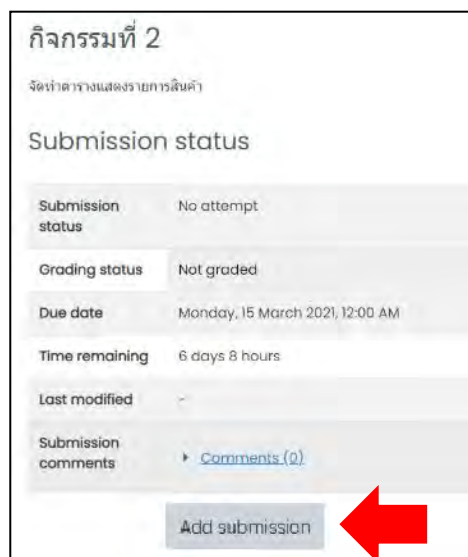 กิจกรรมที่ 2
จัดทำตารางแสดงรายการสินค้า
Submission status
Submission status No attempt
Grading status Not graded
Due date Monday, 15 March 2021, 12:00 AM
Time remaining 6 days 8 hours
Last modified -
Submission comments Comments (0)
Add submission